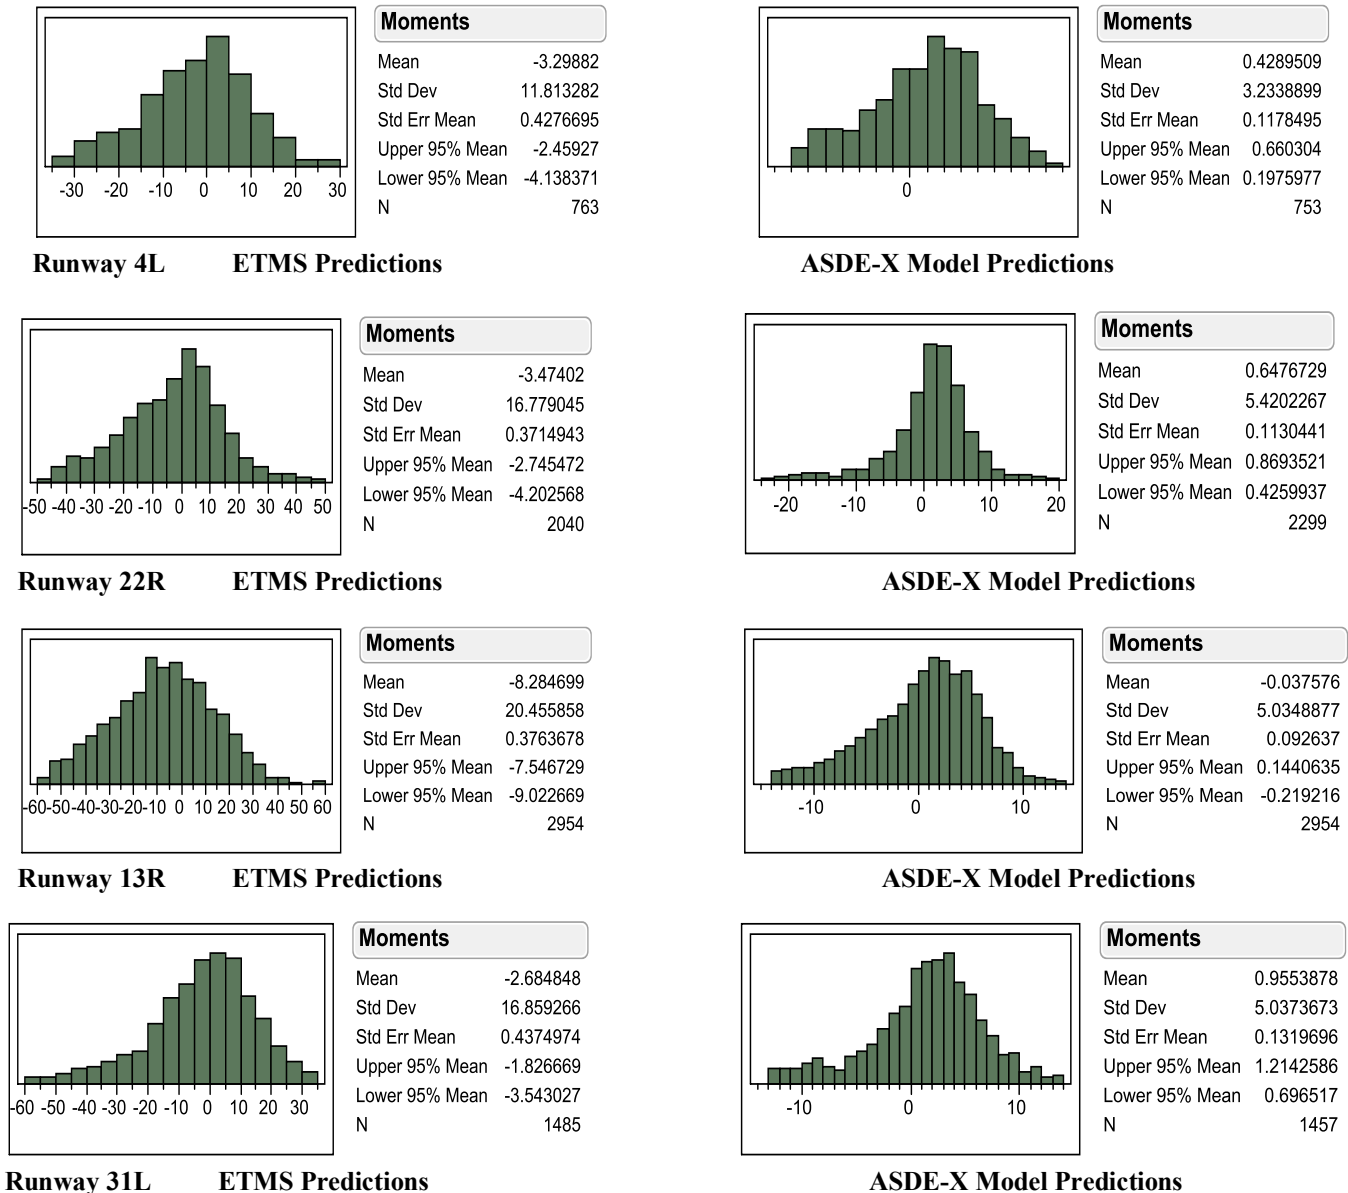 Moments
Mean -3.29882
Std Dev 11.813282
Std Err Mean 0.4276695
Upper 95% Mean -2.45927
Lower 95% Mean -4.138371
N 763
-30 -20 -10 0 10 20 30
Moments
Mean 0.4289509
Std Dev 3.2338899
Std Err Mean 0.1178495
Upper 95% Mean 0.660304
Lower 95% Mean 0.1975977
N 753
0
Runway 4L ETMS Predictions
ASDE-X Model Predictions
Moments
Mean -3.47402
Std Dev 16.779045
Std Err Mean 0.3714943
Upper 95% Mean -2.745472
Lower 95% Mean -4.202568
N 2040
-50 -40 -30 -20 -10 0 10 20 30 40 50
Moments
Mean 0.6476729
Std Dev 5.4202267
Std Err Mean 0.1130441
Upper 95% Mean 0.8693521
Lower 95% Mean 0.4259937
N 2299
-20 -10 0 10 20
Runway 22R ETMS Predictions
ASDE-X Model Predictions
Moments
Mean -8.284699
Std Dev 20.455858
Std Err Mean 0.3763678
Upper 95% Mean -7.546729
Lower 95% Mean -9.022669
N 2954
-60-50-40-30-20-10 0 10 20 30 40 50 60
Moments
Mean -0.037576
Std Dev 5.0348877
Std Err Mean 0.092637
Upper 95% Mean 0.1440635
Lower 95% Mean -0.219216
N 2954
-10 0 10
Runway 13R ETMS Predictions
ASDE-X Model Predictions
Moments
Mean -2.684848
Std Dev 16.859266
Std Err Mean 0.4374974
Upper 95% Mean -1.826669
Lower 95% Mean -3.543027
N 1485
-60 -50 -40 -30 -20 -10 0 10 20 30
Moments
Mean 0.9553878
Std Dev 5.0373673
Std Err Mean 0.1319696
Upper 95% Mean 1.2142586
Lower 95% Mean 0.696517
N 1457
-10 0 10
Runway 31L ETMS Predictions
ASDE-X Model Predictions